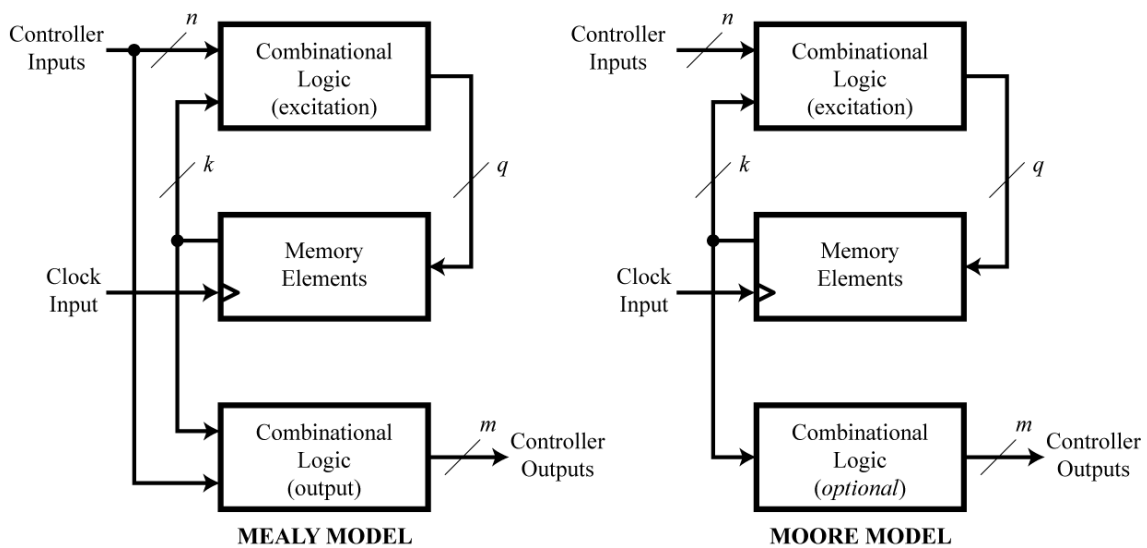 Controller
Inputs
n
Combinational
Logic
(excitation)
k
q
Memory
Elements
Clock
Input
Combinational
Logic
(output)
m
Controller
Outputs
MEALY MODEL
Controller
Inputs
n
Combinational
Logic
(excitation)
k
q
Memory
Elements
Clock
Input
Combinational
Logic
(optional)
m
Controller
Outputs
MOORE MODEL